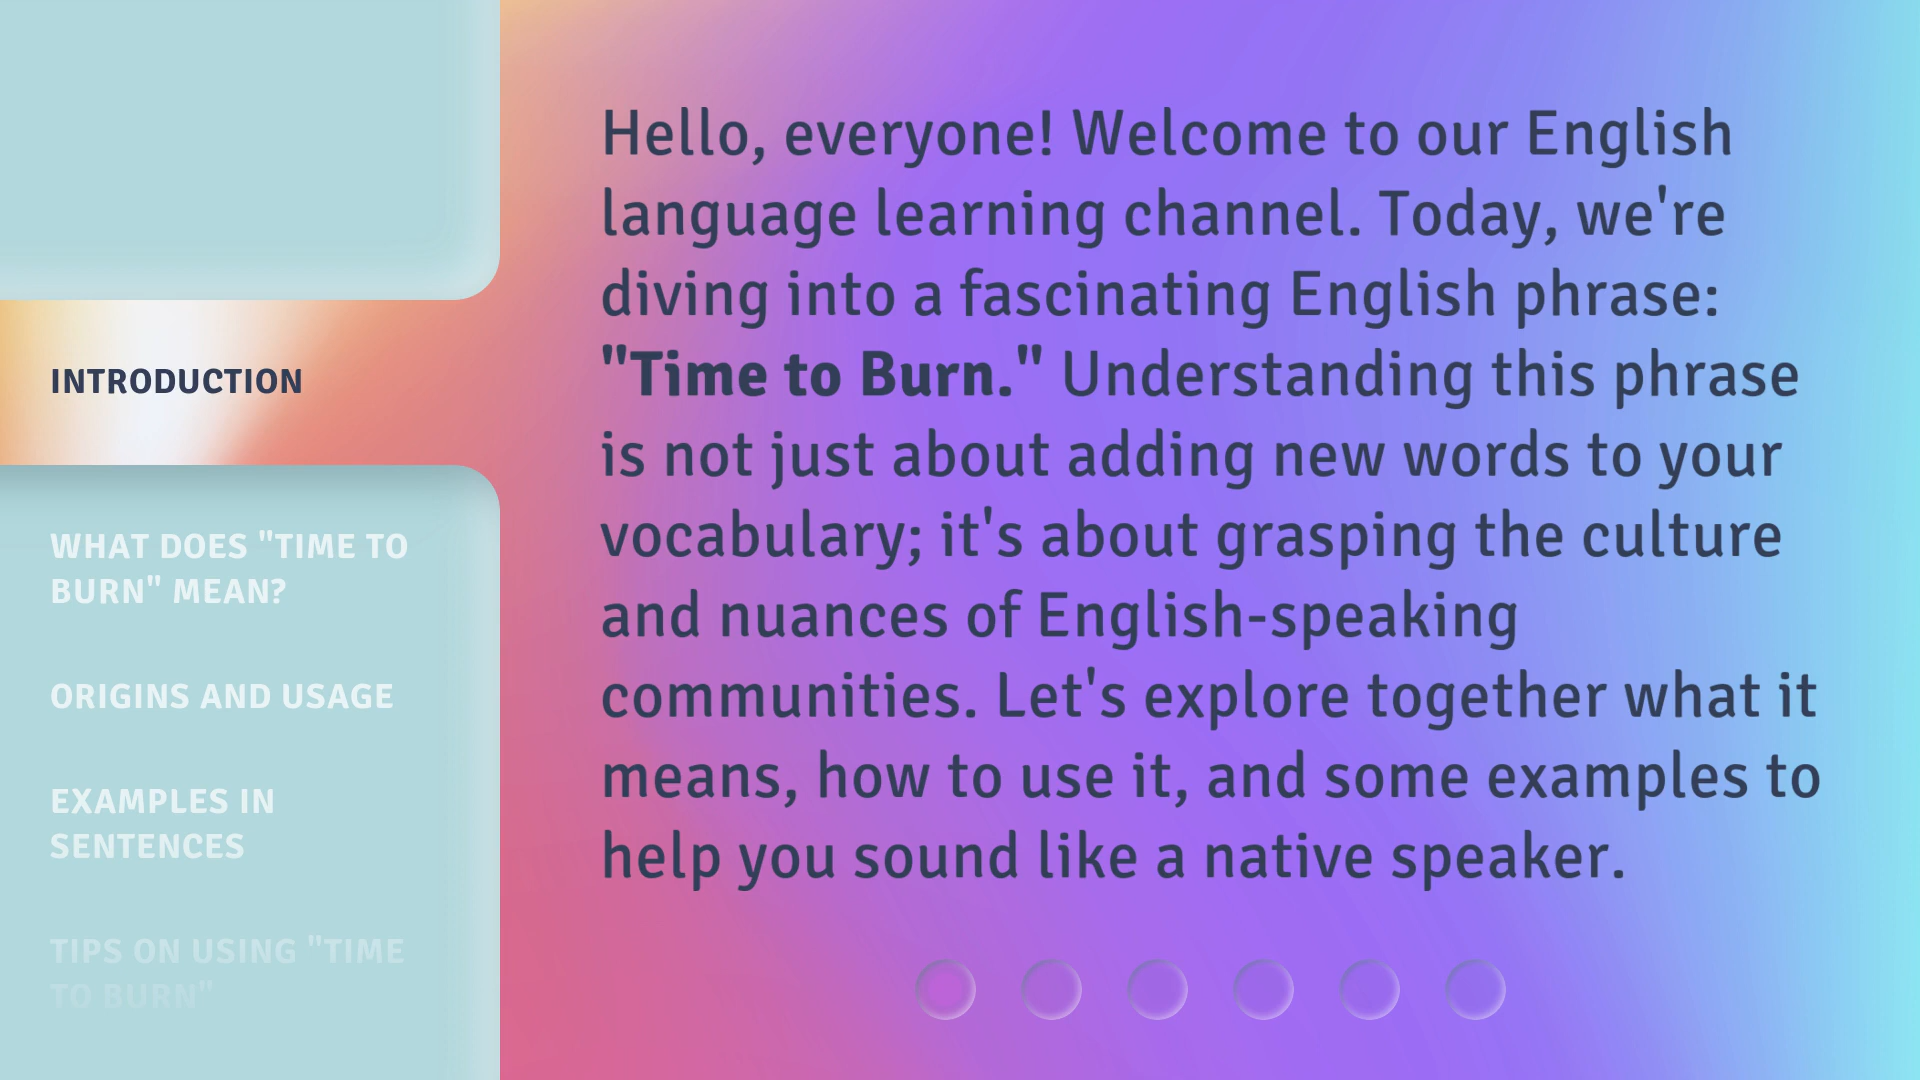 INTRODUCTION
WHAT DOES "TIME TO
BURN" MEAN?
ORIGINS AND USAGE
EXAMPLES IN
SENTENCES
TIPS ON USING "TIME
TO BURN"
Hello, everyone! Welcome to our English
language learning channel. Today, we're
diving into a fascinating English phrase:
"Time to Burn." Understanding this phrase
is not just about adding new words to your
vocabulary; it's about grasping the culture
and nuances of English-speaking
communities. Let's explore together what it
means, how to use it, and some examples to
help you sound like a native speaker.